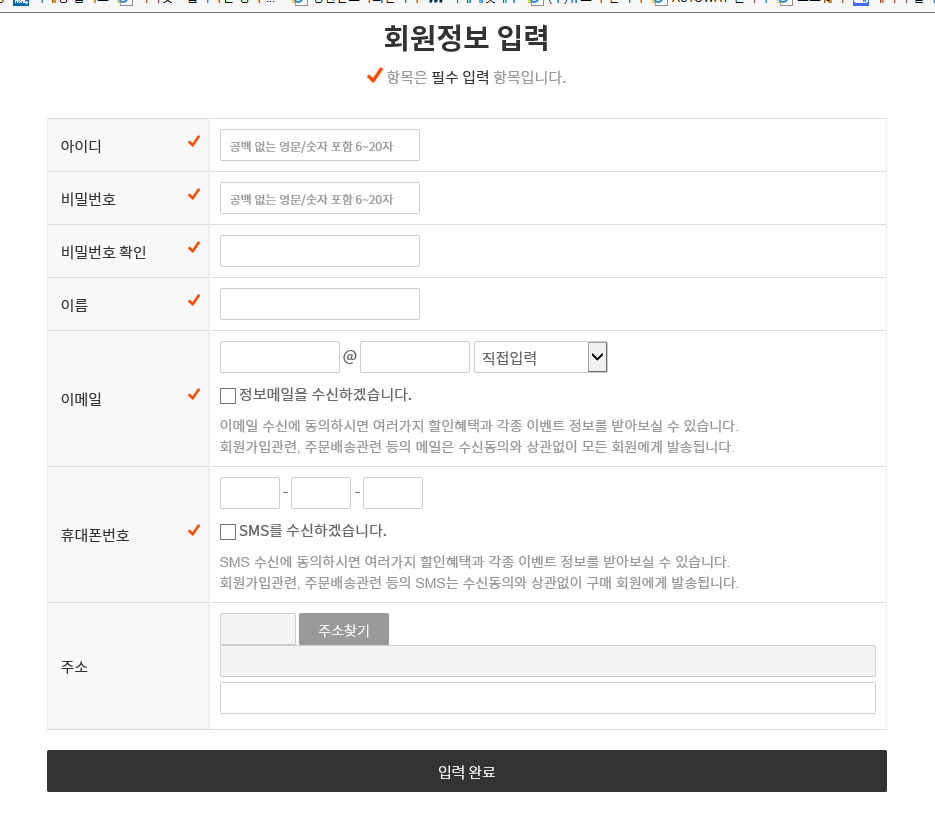 회원정보 입력
항목은 필수 입력 항목입니다.
아이디
공백 없는 영문/숫자 포함 6~20자
비밀번호
공백 없는 영문/숫자 포함 6~20자
비밀번호 확인
이름
이메일
@ 직접입력
정보메일을 수신하겠습니다.
이메일 수신에 동의하시면 여러가지 할인혜택과 각종 이벤트 정보를 받아보실 수 있습니다.
회원가입관련, 주문배송관련 등의 메일은 수신동의와 상관없이 모든 회원에게 발송됩니다.
휴대폰번호
- -
SMS를 수신하겠습니다.
SMS 수신에 동의하시면 여러가지 할인혜택과 각종 이벤트 정보를 받아보실 수 있습니다.
회원가입관련, 주문배송관련 등의 SMS는 수신동의와 상관없이 구매 회원에게 발송됩니다.
주소
주소찾기
입력 완료